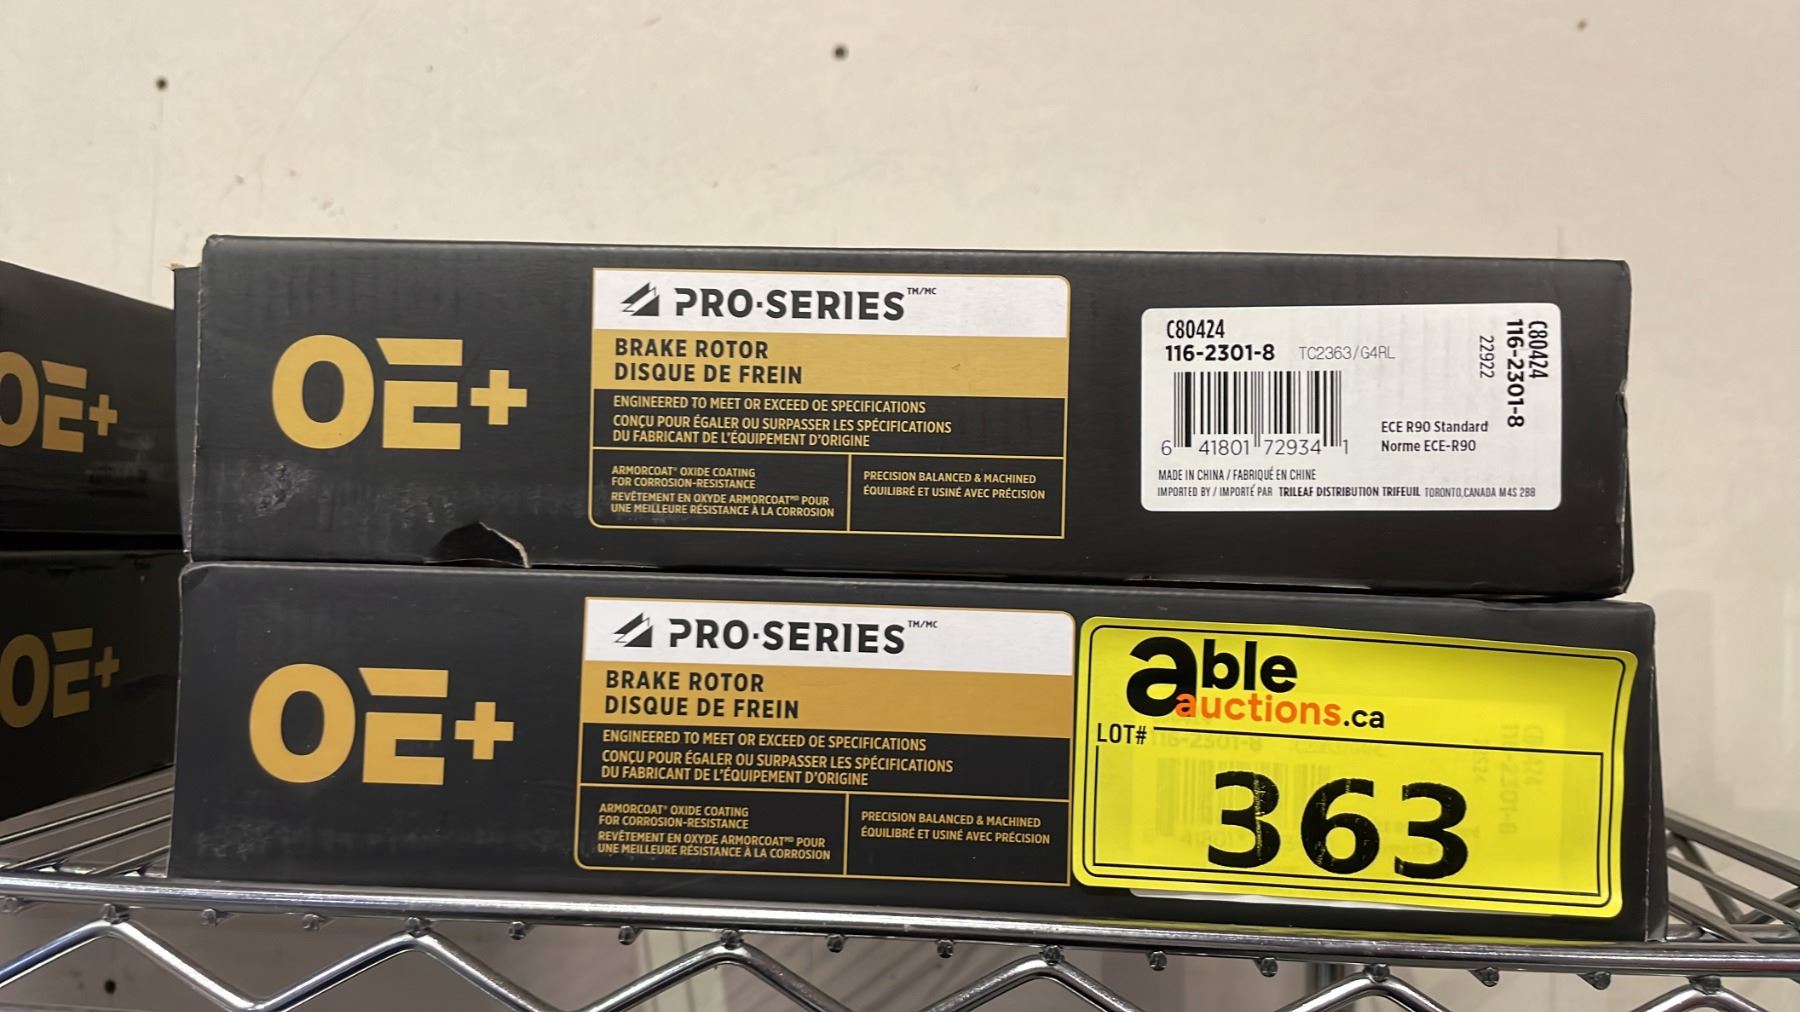 OE+
PRO·SERIES™/MC
BRAKE ROTOR
DISQUE DE FREIN
ENGINEERED TO MEET OR EXCEED OE SPECIFICATIONS
CONÇU POUR ÉGALER OU SURPASSER LES SPÉCIFICATIONS
DU FABRICANT DE L'ÉQUIPEMENT D'ORIGINE
ARMORCOAT® OXIDE COATING
FOR CORROSION-RESISTANCE
REVÊTEMENT EN OXYDE ARMORCOATMD POUR
UNE MEILLEURE RÉSISTANCE À LA CORROSION
PRECISION BALANCED & MACHINED
ÉQUILIBRÉ ET USINÉ AVEC PRÉCISION
C80424
116-2301-8 TC2363/G4RL
6 41801 72934 1
ECE R90 Standard
Norme ECE-R90
MADE IN CHINA / FABRIQUÉ EN CHINE
IMPORTED BY / IMPORTÉ PAR TRILEAF DISTRIBUTION TRIFEUIL TORONTO,CANADA M4S 2B8
C80424
116-2301-8
22922
OE+
PRO·SERIES™/MC
BRAKE ROTOR
DISQUE DE FREIN
ENGINEERED TO MEET OR EXCEED OE SPECIFICATIONS
CONÇU POUR ÉGALER OU SURPASSER LES SPÉCIFICATIONS
DU FABRICANT DE L'ÉQUIPEMENT D'ORIGINE
ARMORCOAT® OXIDE COATING
FOR CORROSION-RESISTANCE
REVÊTEMENT EN OXYDE ARMORCOATMD POUR
UNE MEILLEURE RÉSISTANCE À LA CORROSION
PRECISION BALANCED & MACHINED
ÉQUILIBRÉ ET USINÉ AVEC PRÉCISION
able
auctions.ca
LOT#
363
116-2301-8
OE+
OE+